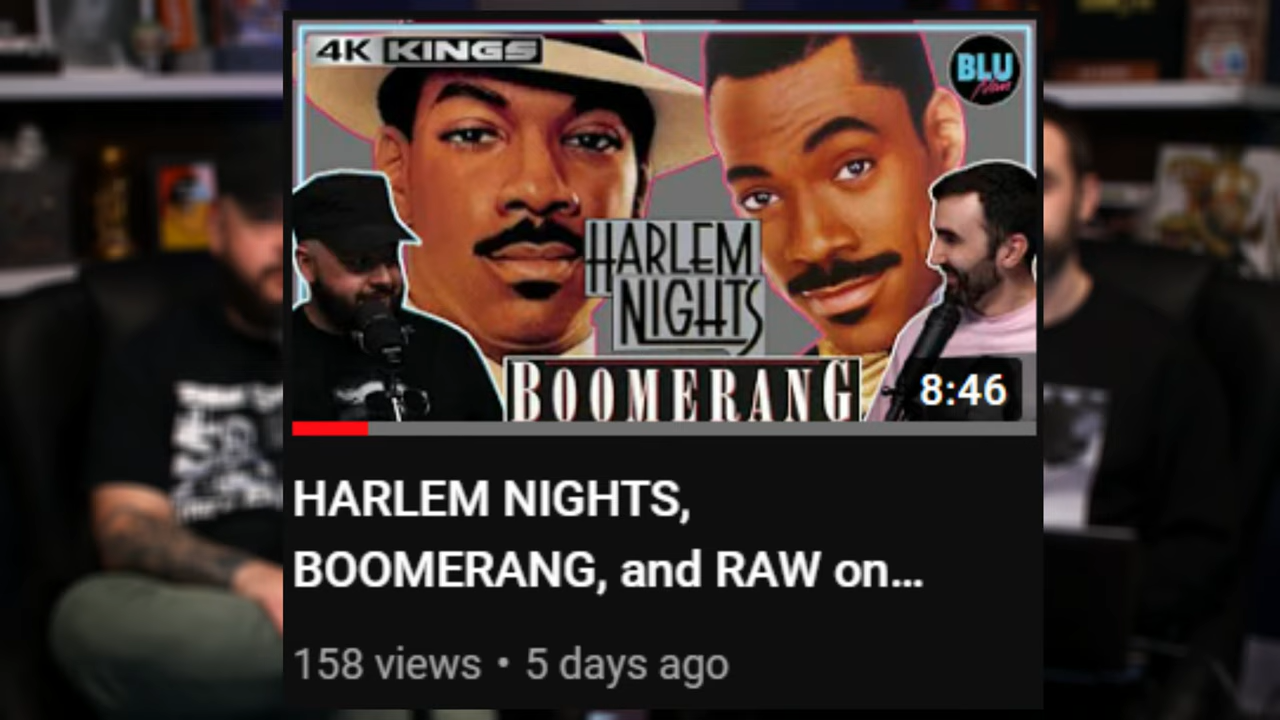 4K KINGS
BLU
New
HARLEM
NIGHTS
BOOMERANG
8:46
HARLEM NIGHTS,
BOOMERANG, and RAW on...
158 views • 5 days ago